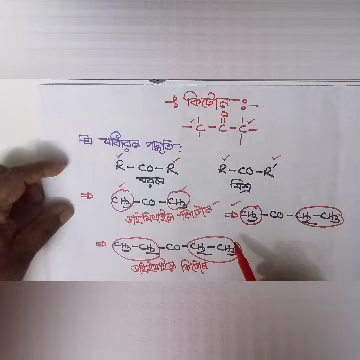 কিটোন
O
- C - C - C -
সাধারণ পদ্ধতি:
R - CO - R    R - CO - R'
সরল    মিশ্র
⇒ CH₃ - CO - CH₃
ডাইমিথাইল কিটোন    ⇒ CH₃ - CO - CH₂ - CH₃
⇒ CH₃ - CH₂ - CO - CH₂ - CH₃
ডাইইথাইল কিটোন